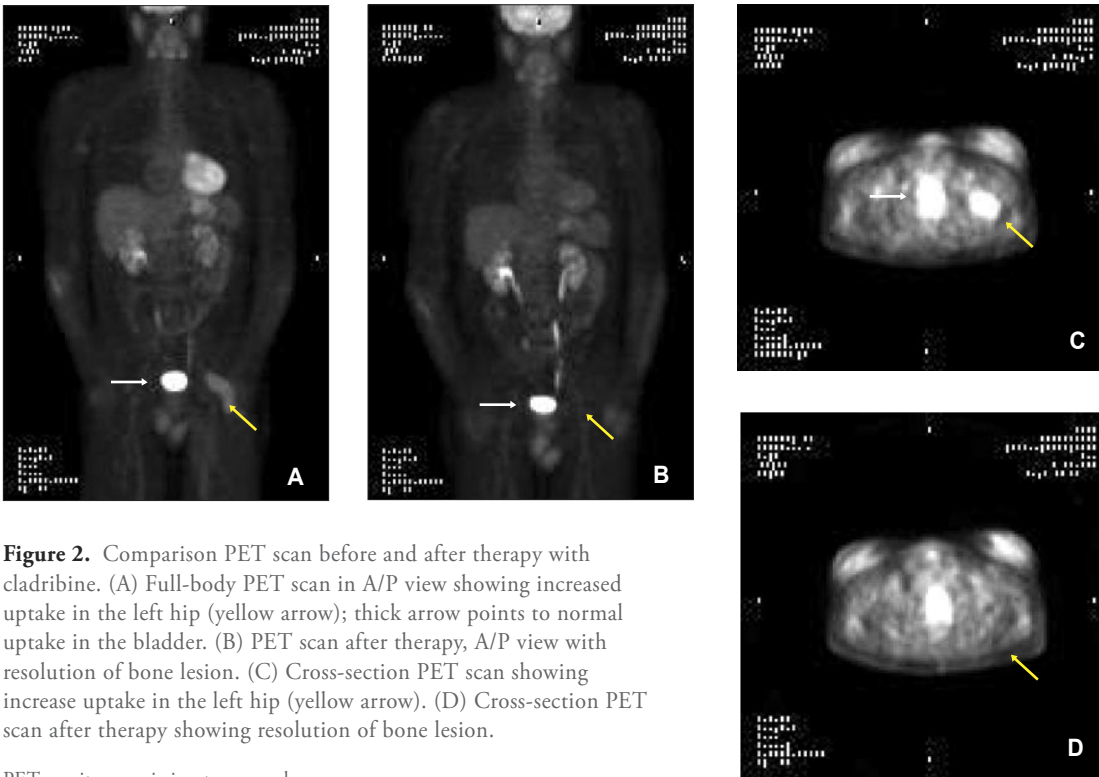 A
B
C
D
Figure 2. Comparison PET scan before and after therapy with
cladribine. (A) Full-body PET scan in A/P view showing increased
uptake in the left hip (yellow arrow); thick arrow points to normal
uptake in the bladder. (B) PET scan after therapy, A/P view with
resolution of bone lesion. (C) Cross-section PET scan showing
increase uptake in the left hip (yellow arrow). (D) Cross-section PET
scan after therapy showing resolution of bone lesion.